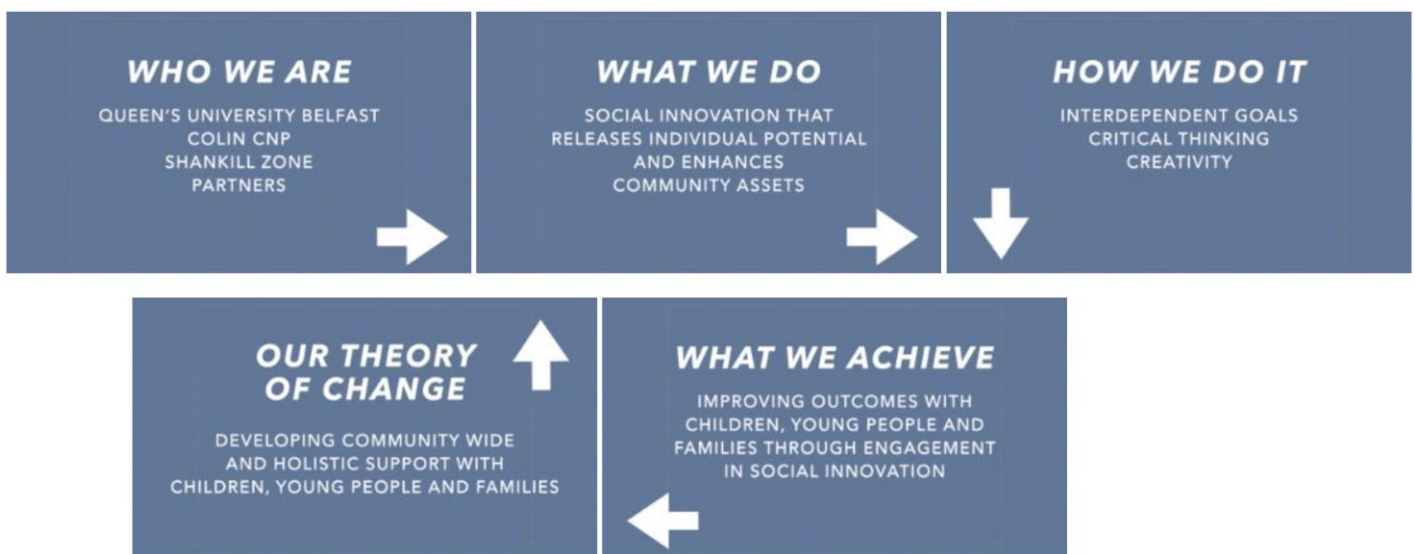 WHO WE ARE
QUEEN'S UNIVERSITY BELFAST
COLIN CNP
SHANKILL ZONE
PARTNERS
WHAT WE DO
SOCIAL INNOVATION THAT
RELEASES INDIVIDUAL POTENTIAL
AND ENHANCES
COMMUNITY ASSETS
HOW WE DO IT
INTERDEPENDENT GOALS
CRITICAL THINKING
CREATIVITY
OUR THEORY
OF CHANGE
DEVELOPING COMMUNITY WIDE
AND HOLISTIC SUPPORT WITH
CHILDREN, YOUNG PEOPLE AND FAMILIES
WHAT WE ACHIEVE
IMPROVING OUTCOMES WITH
CHILDREN, YOUNG PEOPLE AND
FAMILIES THROUGH ENGAGEMENT
IN SOCIAL INNOVATION